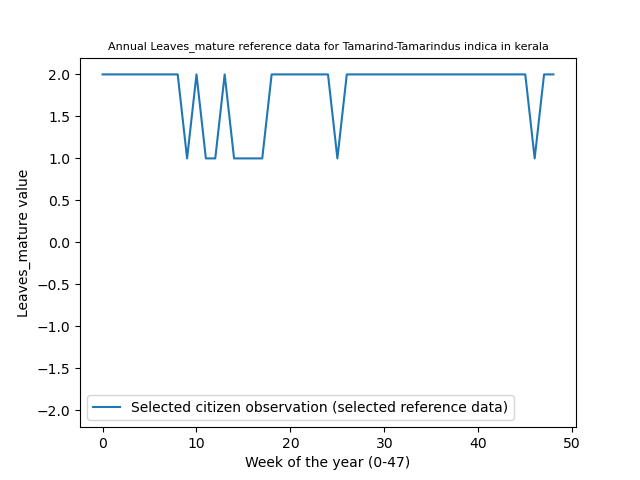 Annual Leaves_mature reference data for Tamarind-Tamarindus indica in kerala
2.0
1.5
1.0
0.5
0.0
−0.5
−1.0
−1.5
−2.0
Leaves_mature value
Selected citizen observation (selected reference data)
0 10 20 30 40 50
Week of the year (0-47)